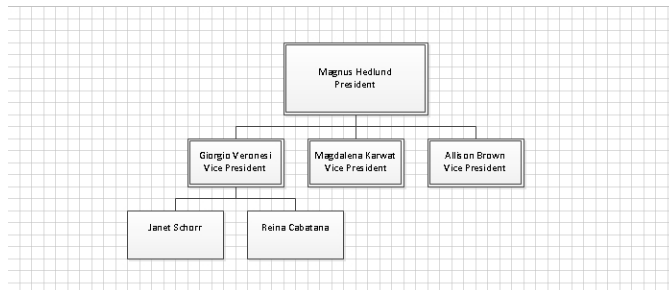 Magnus Hedlund
President
Giorgio Veronesi
Vice President
Magdalena Karwat
Vice President
Allison Brown
Vice President
Janet Schorr
Reina Cabatana